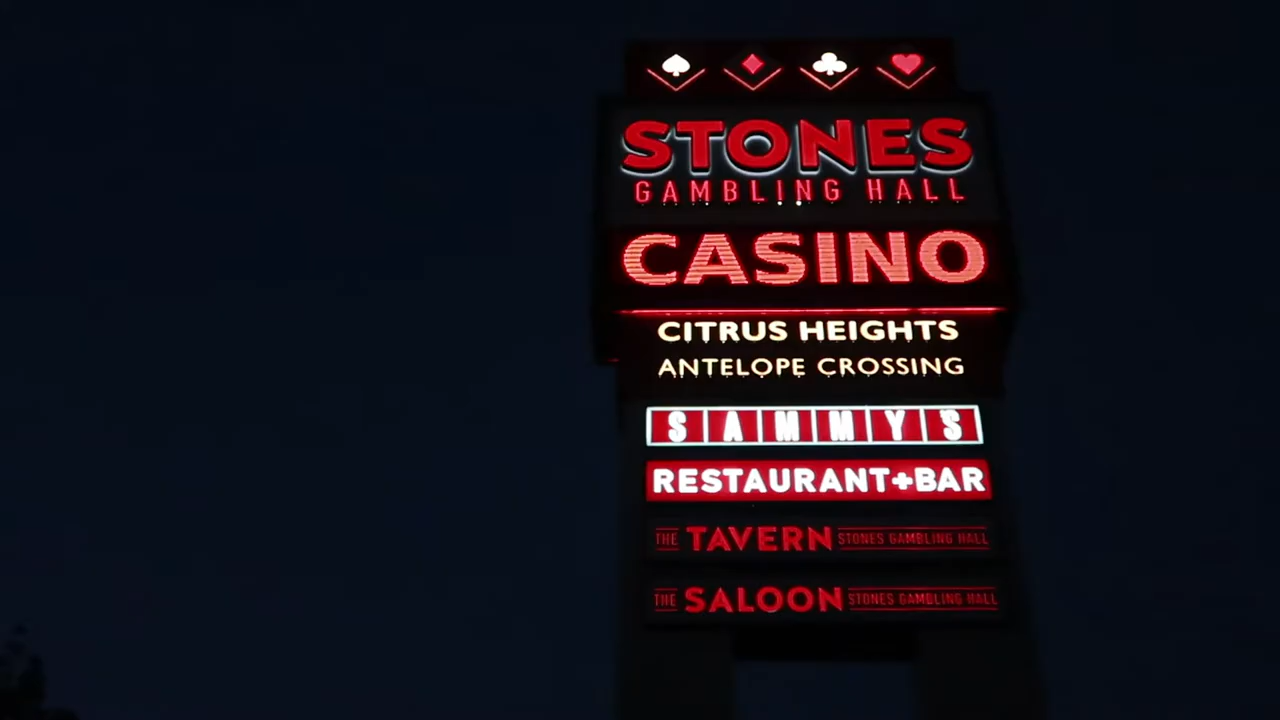 STONES
GAMBLING HALL
CASINO
CITRUS HEIGHTS
ANTELOPE CROSSING
SAMMY'S
RESTAURANT+BAR
THE TAVERN STONES GAMBLING HALL
THE SALOON STONES GAMBLING HALL